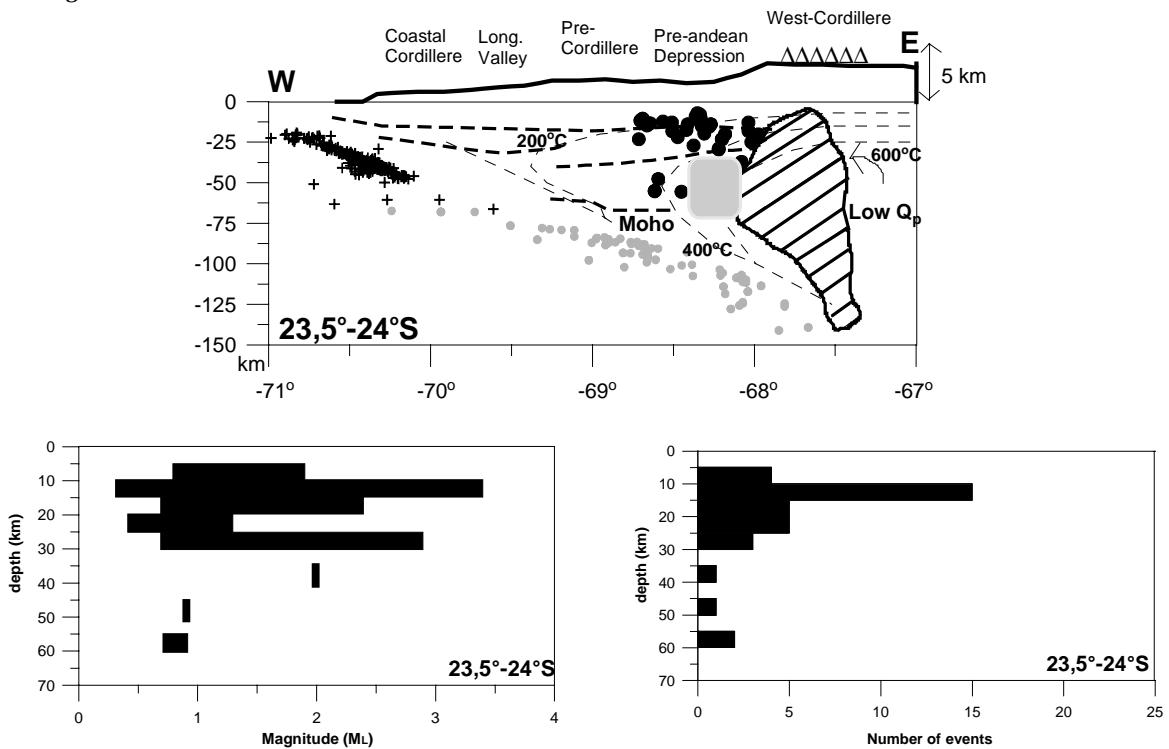 West-Cordillere
Coastal Cordillere
Long. Valley
Pre-Cordillere
Pre-andean Depression
W
E
5 km
0
-25
-50
-75
-100
-125
-150
km
200°C
600°C
Moho
400°C
Low Qp
23,5°-24°S
-71° -70° -69° -68° -67°
0
10
20
30
40
50
60
70
depth (km)
23,5°-24°S
0 1 2 3 4
Magnitude (ML)
0
10
20
30
40
50
60
70
depth (km)
23,5°-24°S
0 5 10 15 20 25
Number of events